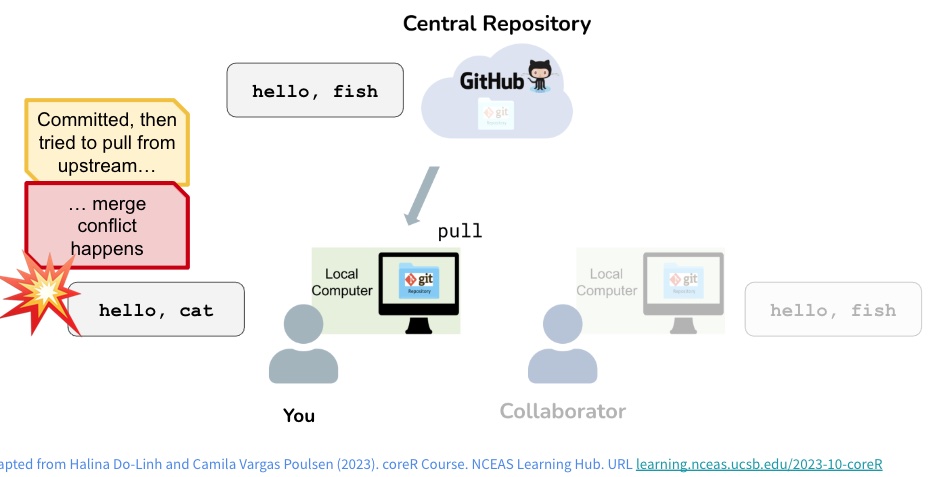 Central Repository
hello, fish
GitHub
git
Repository
Committed, then
tried to pull from
upstream…
… merge
conflict
happens
pull
Local
Computer
git
Repository
Local
Computer
git
Repository
hello, cat
hello, fish
You
Collaborator
apted from Halina Do-Linh and Camila Vargas Poulsen (2023). coreR Course. NCEAS Learning Hub. URL learning.nceas.ucsb.edu/2023-10-coreR